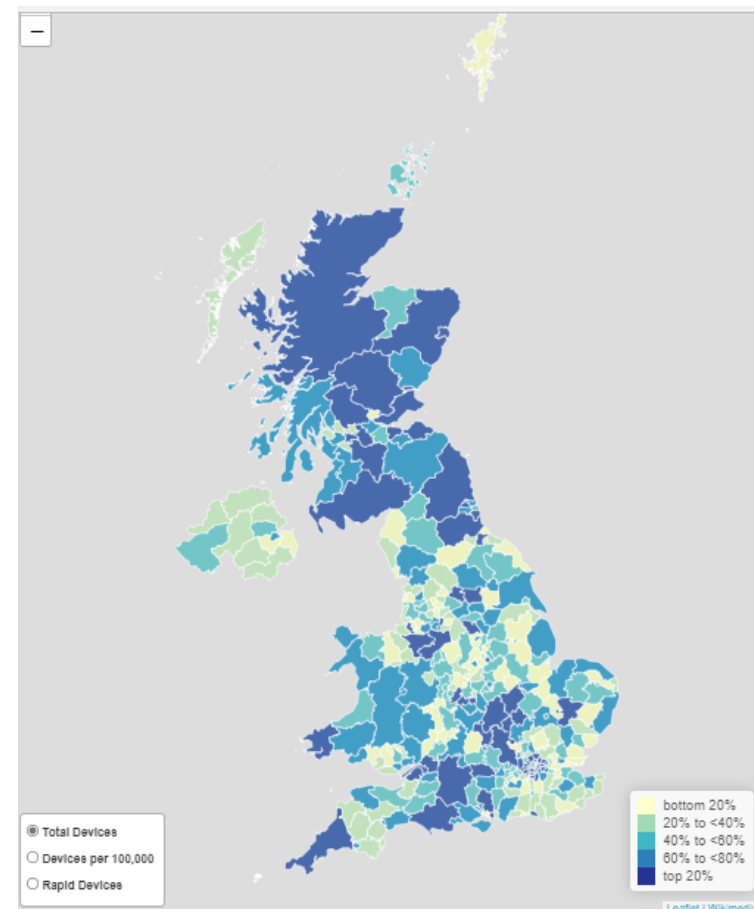 −
Total Devices
Devices per 100,000
Rapid Devices
bottom 20%
20% to <40%
40% to <60%
60% to <80%
top 20%
Leaflet | Wikimedia